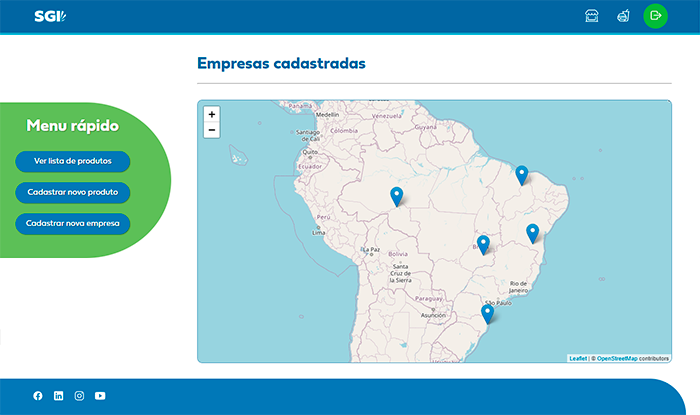 SGI
Empresas cadastradas
Menu rápido
Ver lista de produtos
Cadastrar novo produto
Cadastrar nova empresa
+
−
Panama
Panamá
Medellín
Venezuela
Guyana
Santiago
de Cali
Colombia
Quito
Ecuador
Perú
Lima
La Paz
Bolivia
Santa
Cruz de
la Sierra
Rio de
Janeiro
São Paulo
Paraguay
Asunción
Leaflet | © OpenStreetMap contributors